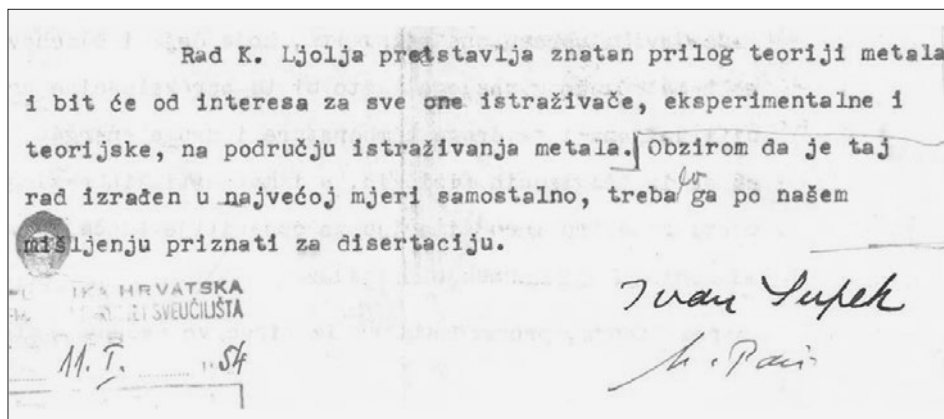 Rad K. Ljolja pretstavlja znatan prilog teoriji metala
i bit će od interesa za sve one istraživače, eksperimentalne i
teorijske, na području istraživanja metala. Obzirom da je taj
rad izrađen u najvećoj mjeri samostalno, trebalo ga po našem
mišljenju priznati za disertaciju.
HRVATSKA
SVEUČILIŠTA
11. I. 54
Ivan Supek